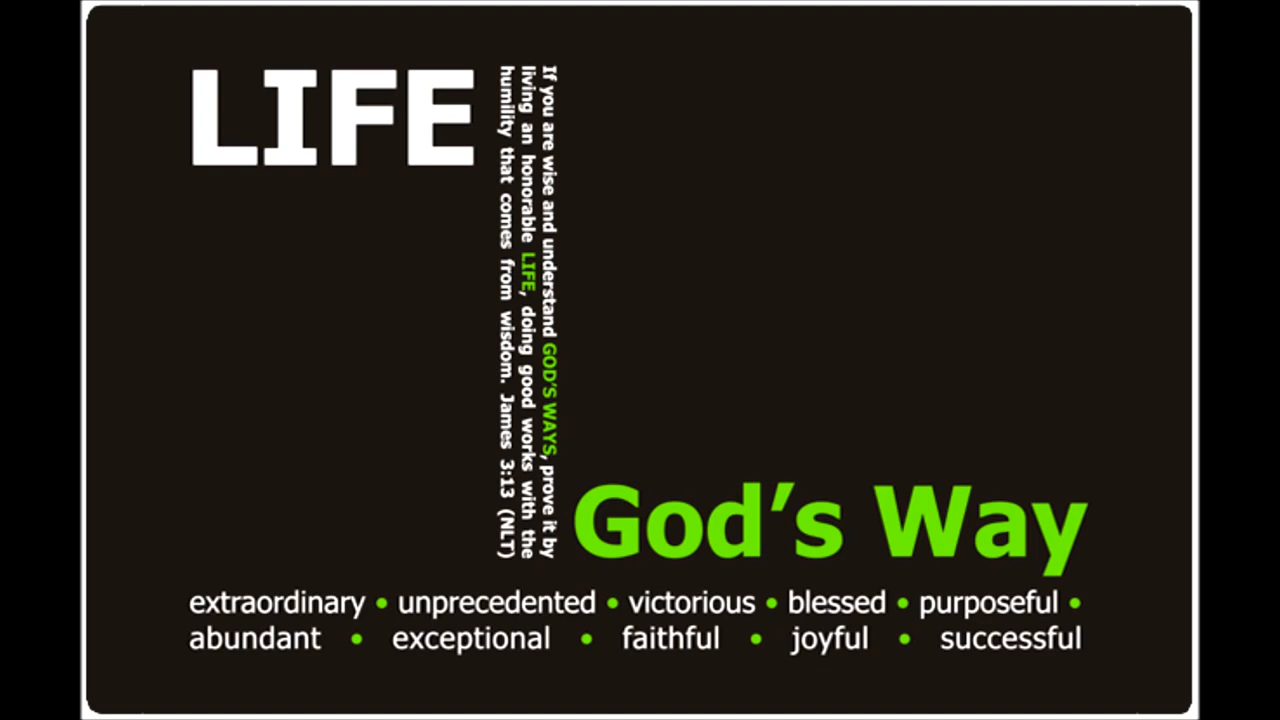 LIFE
If you are wise and understand GOD'S WAYS, prove it by
living an honorable LIFE, doing good works with the
humility that comes from wisdom. James 3:13 (NLT)
God's Way
extraordinary • unprecedented • victorious • blessed • purposeful •
abundant • exceptional • faithful • joyful • successful